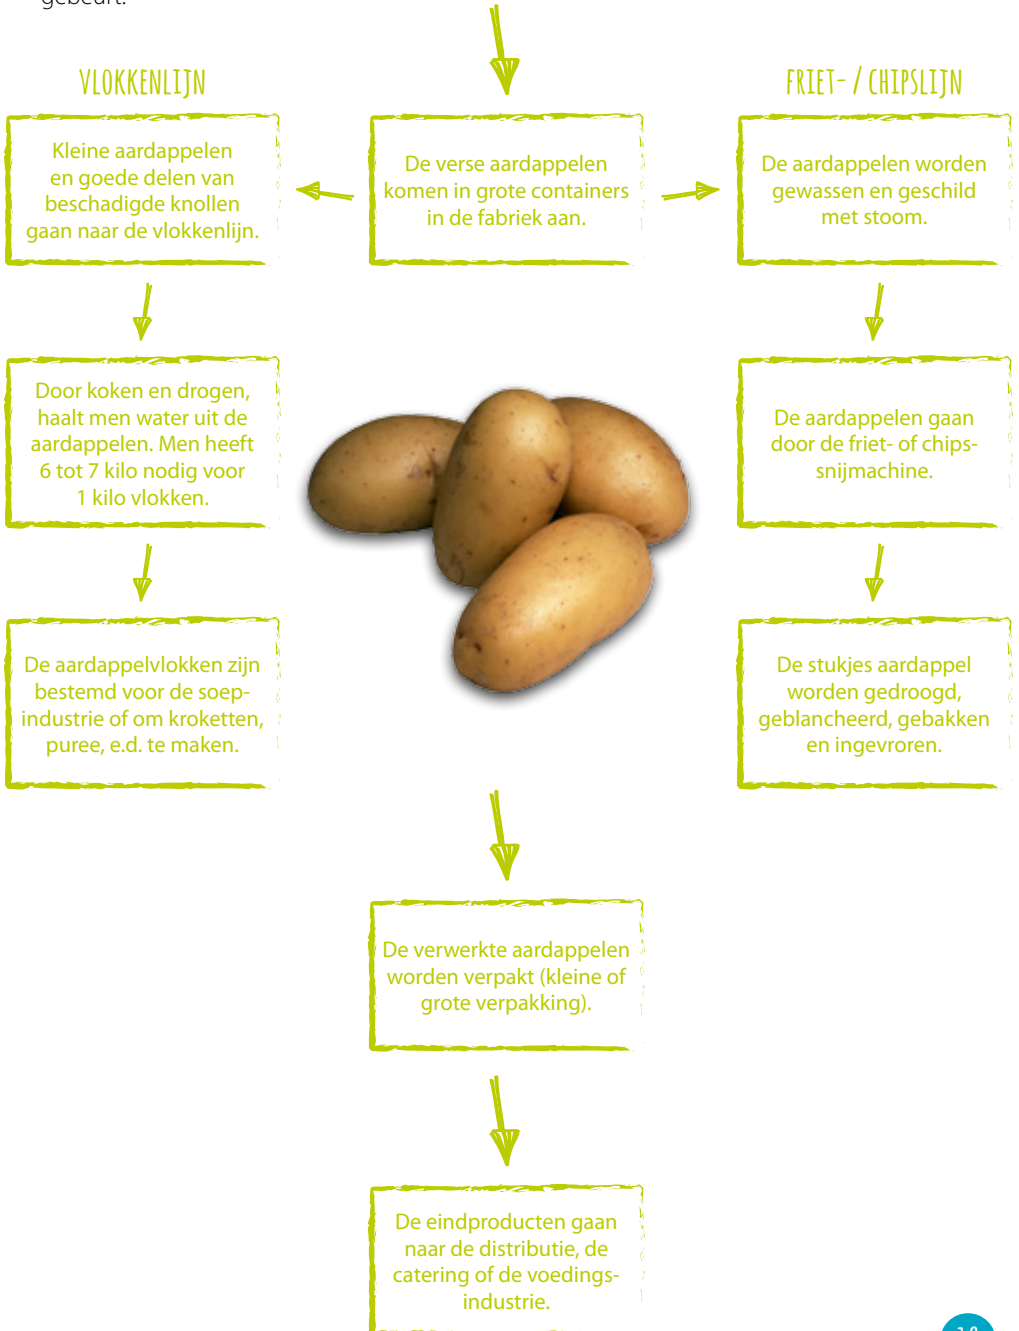 gebeurt.
VLOKKENLIJN
Kleine aardappelen
en goede delen van
beschadigde knollen
gaan naar de vlokkenlijn.
De verse aardappelen
komen in grote containers
in de fabriek aan.
FRIET- / CHIPSLIJN
De aardappelen worden
gewassen en geschild
met stoom.
Door koken en drogen,
haalt men water uit de
aardappelen. Men heeft
6 tot 7 kilo nodig voor
1 kilo vlokken.
De aardappelen gaan
door de friet- of chips-
snijmachine.
De aardappelvlokken zijn
bestemd voor de soep-
industrie of om kroketten,
puree, e.d. te maken.
De stukjes aardappel
worden gedroogd,
geblancheerd, gebakken
en ingevroren.
De verwerkte aardappelen
worden verpakt (kleine of
grote verpakking).
De eindproducten gaan
naar de distributie, de
catering of de voedings-
industrie.